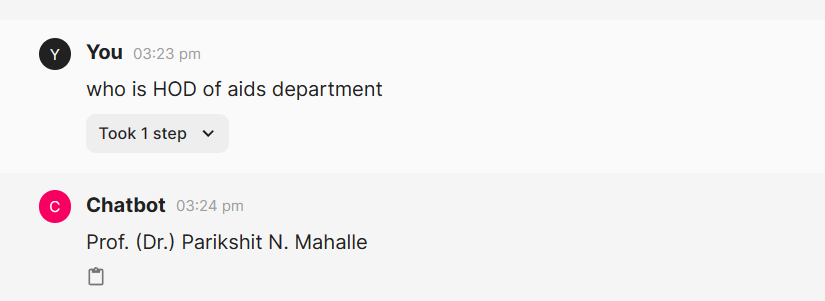 Y You 03:23 pm
who is HOD of aids department
Took 1 step
C Chatbot 03:24 pm
Prof. (Dr.) Parikshit N. Mahalle